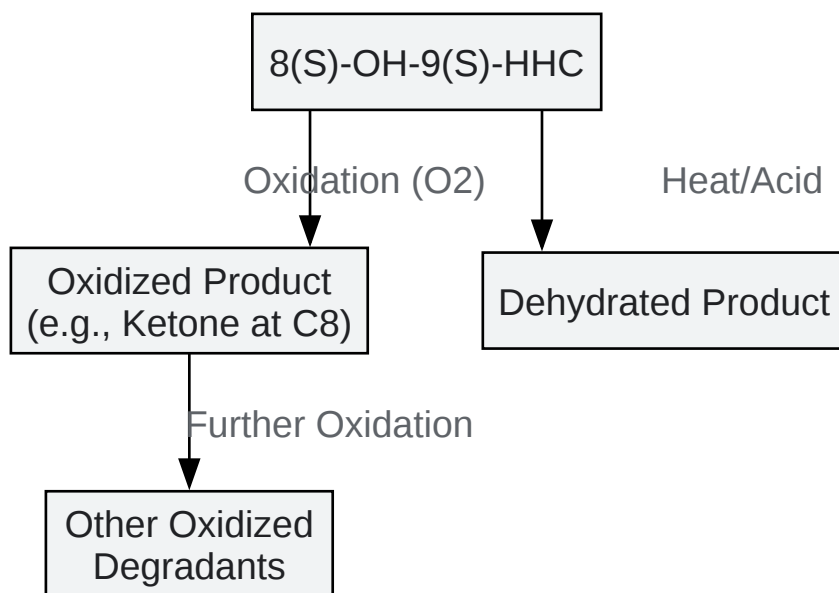 8(S)-OH-9(S)-HHC
Oxidation (O2)
Heat/Acid
Oxidized Product
(e.g., Ketone at C8)
Dehydrated Product
Further Oxidation
Other Oxidized
Degradants